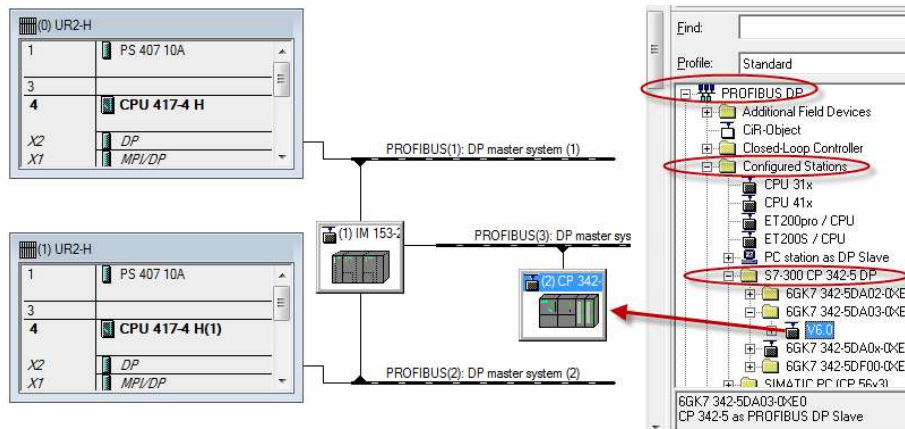 (0) UR2-H
1 PS 407 10A
3
4 CPU 417-4 H
X2 DP
X1 MPI/DP
PROFIBUS(1): DP master system (1)
(1) IM 153-2
PROFIBUS(3): DP master sys
(2) CP 342-
(1) UR2-H
1 PS 407 10A
3
4 CPU 417-4 H(1)
X2 DP
X1 MPI/DP
PROFIBUS(2): DP master system (2)
Find:
Profile: Standard
PROFIBUS DP
Additional Field Devices
CiR-Object
Closed-Loop Controller
Configured Stations
CPU 31x
CPU 41x
ET200pro / CPU
ET200S / CPU
PC station as DP Slave
S7-300 CP 342-5 DP
6GK7 342-5DA02-0XE
6GK7 342-5DA03-0XE
V6.0
6GK7 342-5DA0x-0XE
6GK7 342-5DF00-0XE
SIMATIC PC (CP 56x3)
6GK7 342-5DA03-0XE0
CP 342-5 as PROFIBUS DP Slave